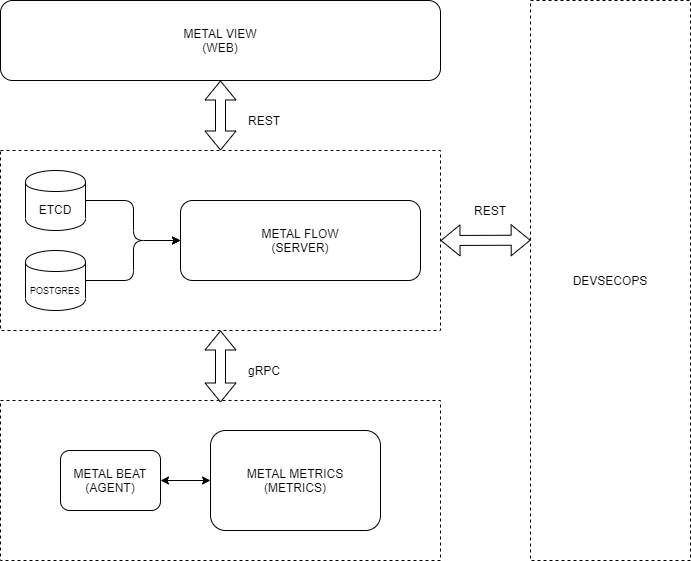 METAL VIEW
(WEB)
REST
ETCD
METAL FLOW
(SERVER)
POSTGRES
REST
DEVSECOPS
gRPC
METAL BEAT
(AGENT)
METAL METRICS
(METRICS)